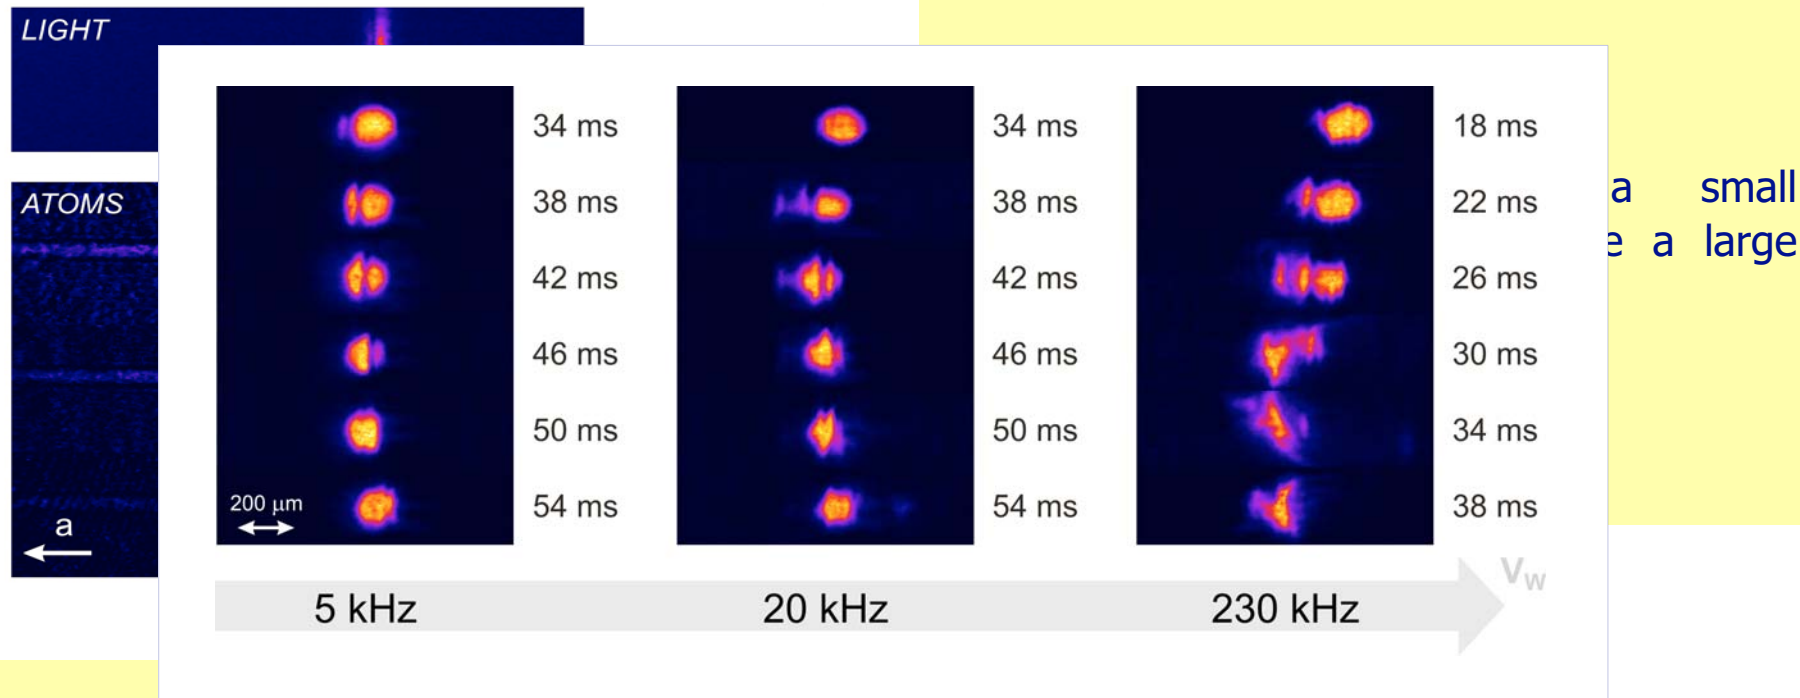 LIGHT
ATOMS
a
34 ms
38 ms
42 ms
46 ms
50 ms
54 ms
200 μm
34 ms
38 ms
42 ms
46 ms
50 ms
54 ms
18 ms
22 ms
26 ms
30 ms
34 ms
38 ms
5 kHz
20 kHz
230 kHz
VW
a small
a large